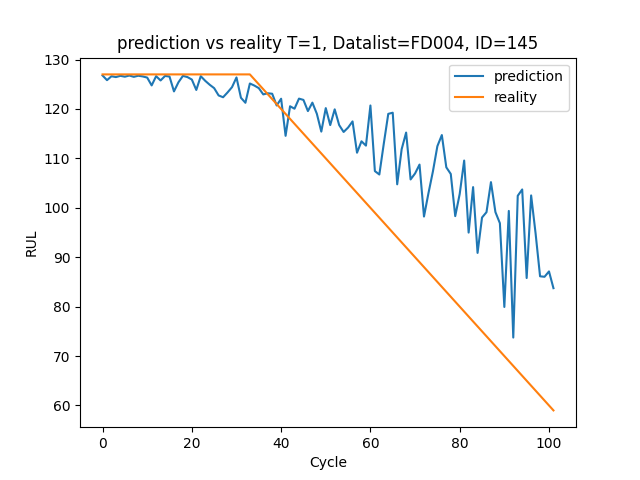 prediction vs reality T=1, Datalist=FD004, ID=145
130
120
110
100
90
80
70
60
RUL
prediction
reality
0 20 40 60 80 100
Cycle